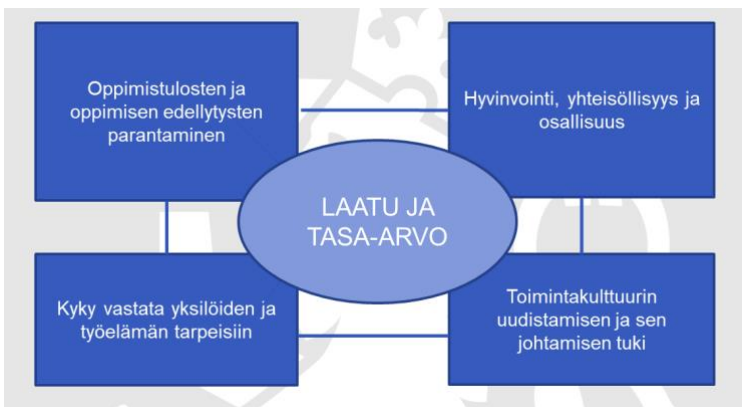 Oppimistulosten ja
oppimisen edellytysten
parantaminen
Hyvinvointi, yhteisöllisyys ja
osallisuus
LAATU JA
TASA-ARVO
Kyky vastata yksilöiden ja
työelämän tarpeisiin
Toimintakulttuurin
uudistamisen ja sen
johtamisen tuki